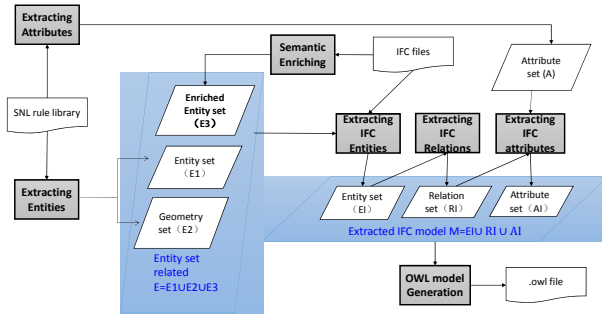 Extracting
Attributes
Semantic
Enriching
IFC files
Attribute
set (A)
SNL rule library
Enriched
Entity set
（E3）
Extracting
IFC
Entities
Extracting
IFC
Relations
Extracting
IFC
attributes
Entity set
（E1）
Extracting
Entities
Geometry
set（E2）
Entity set
（EI）
Relation
set（RI）
Attribute
set（AI）
Extracted IFC model M=EI∪ RI ∪ AI
Entity set
related
E=E1∪E2∪E3
OWL model
Generation
.owl file